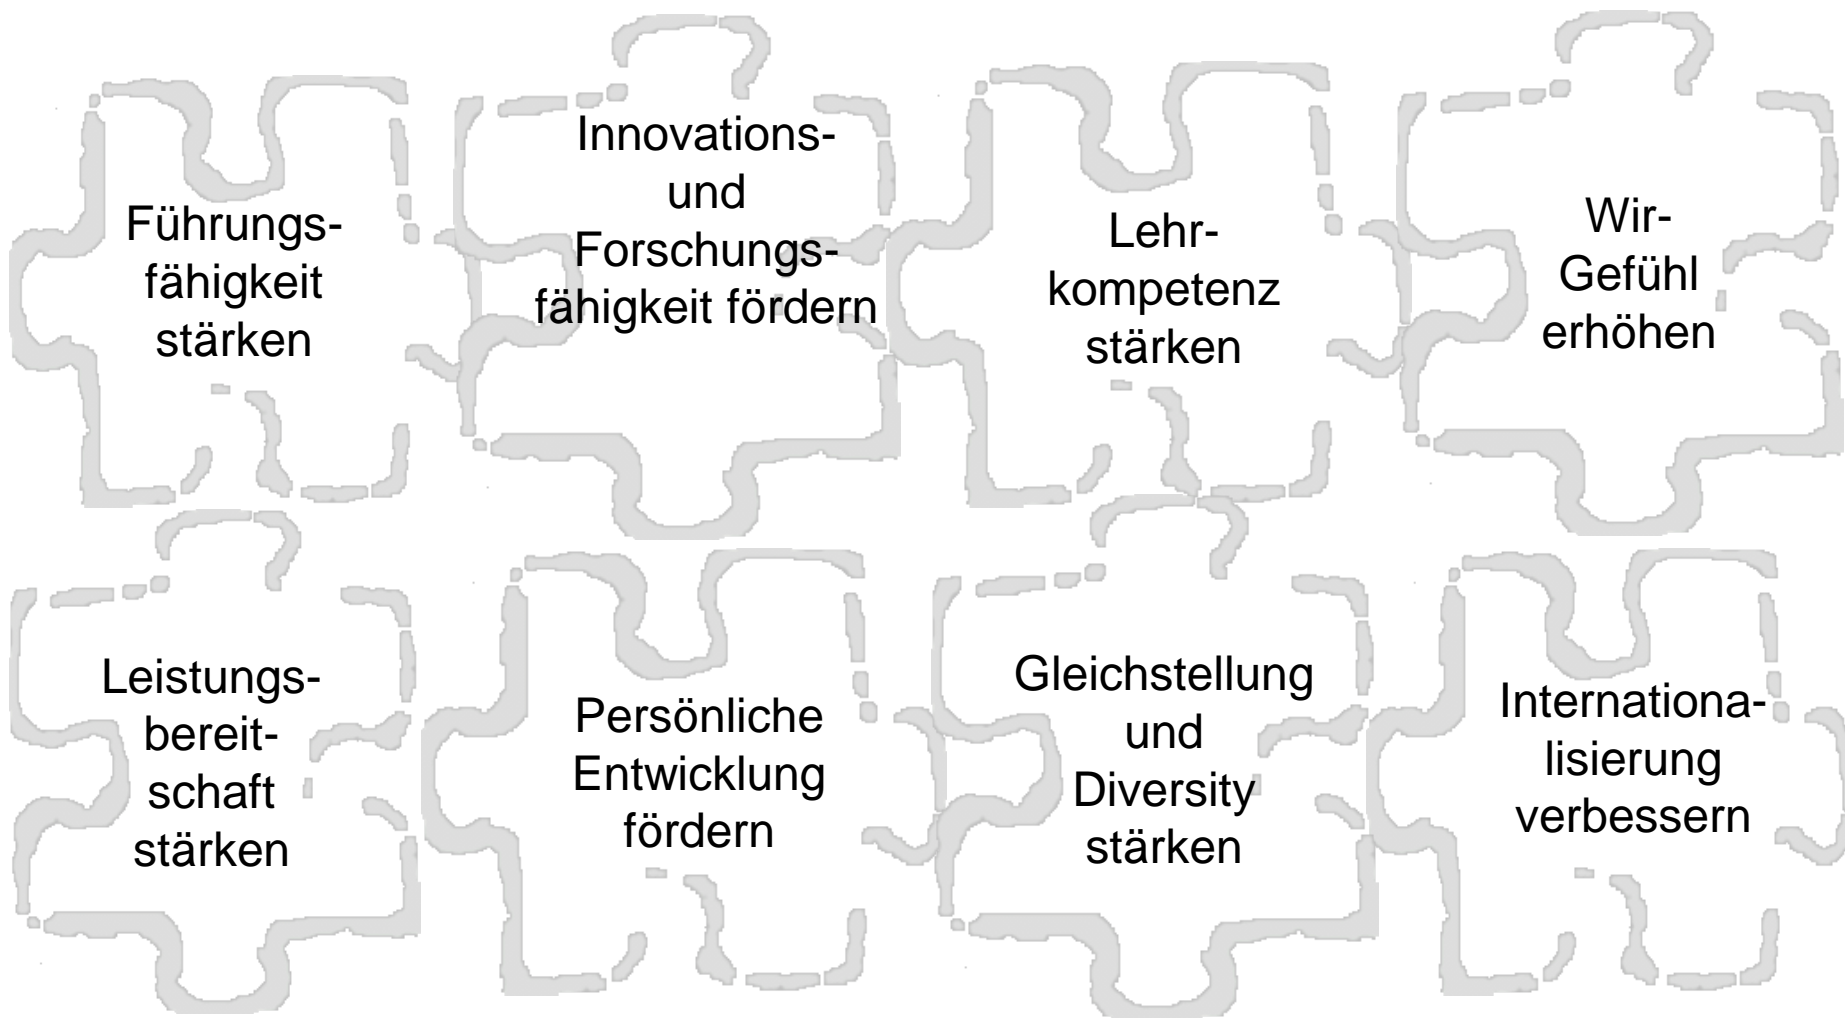 Führungs-
fähigkeit
stärken
Innovations-
und
Forschungs-
fähigkeit fördern
Lehr-
kompetenz
stärken
Wir-
Gefühl
erhöhen
Leistungs-
bereit-
schaft
stärken
Persönliche
Entwicklung
fördern
Gleichstellung
und
Diversity
stärken
Internationa-
lisierung
verbessern